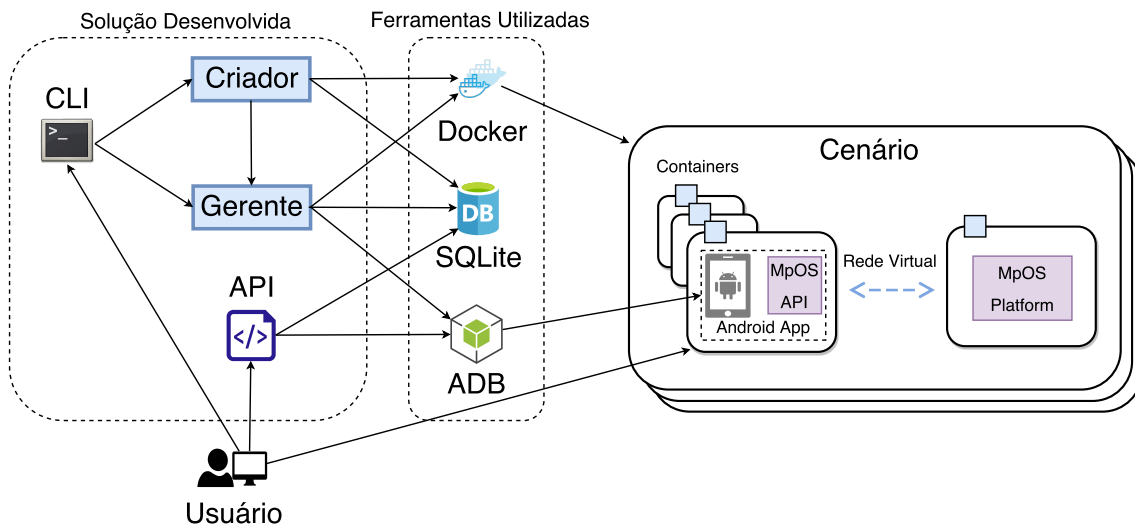 Solução Desenvolvida
Ferramentas Utilizadas
CLI
>_
Criador
Gerente
API
</>
Docker
DB
SQLite
ADB
Usuário
Cenário
Containers
MpOS
API
Android App
Rede Virtual
MpOS
Platform